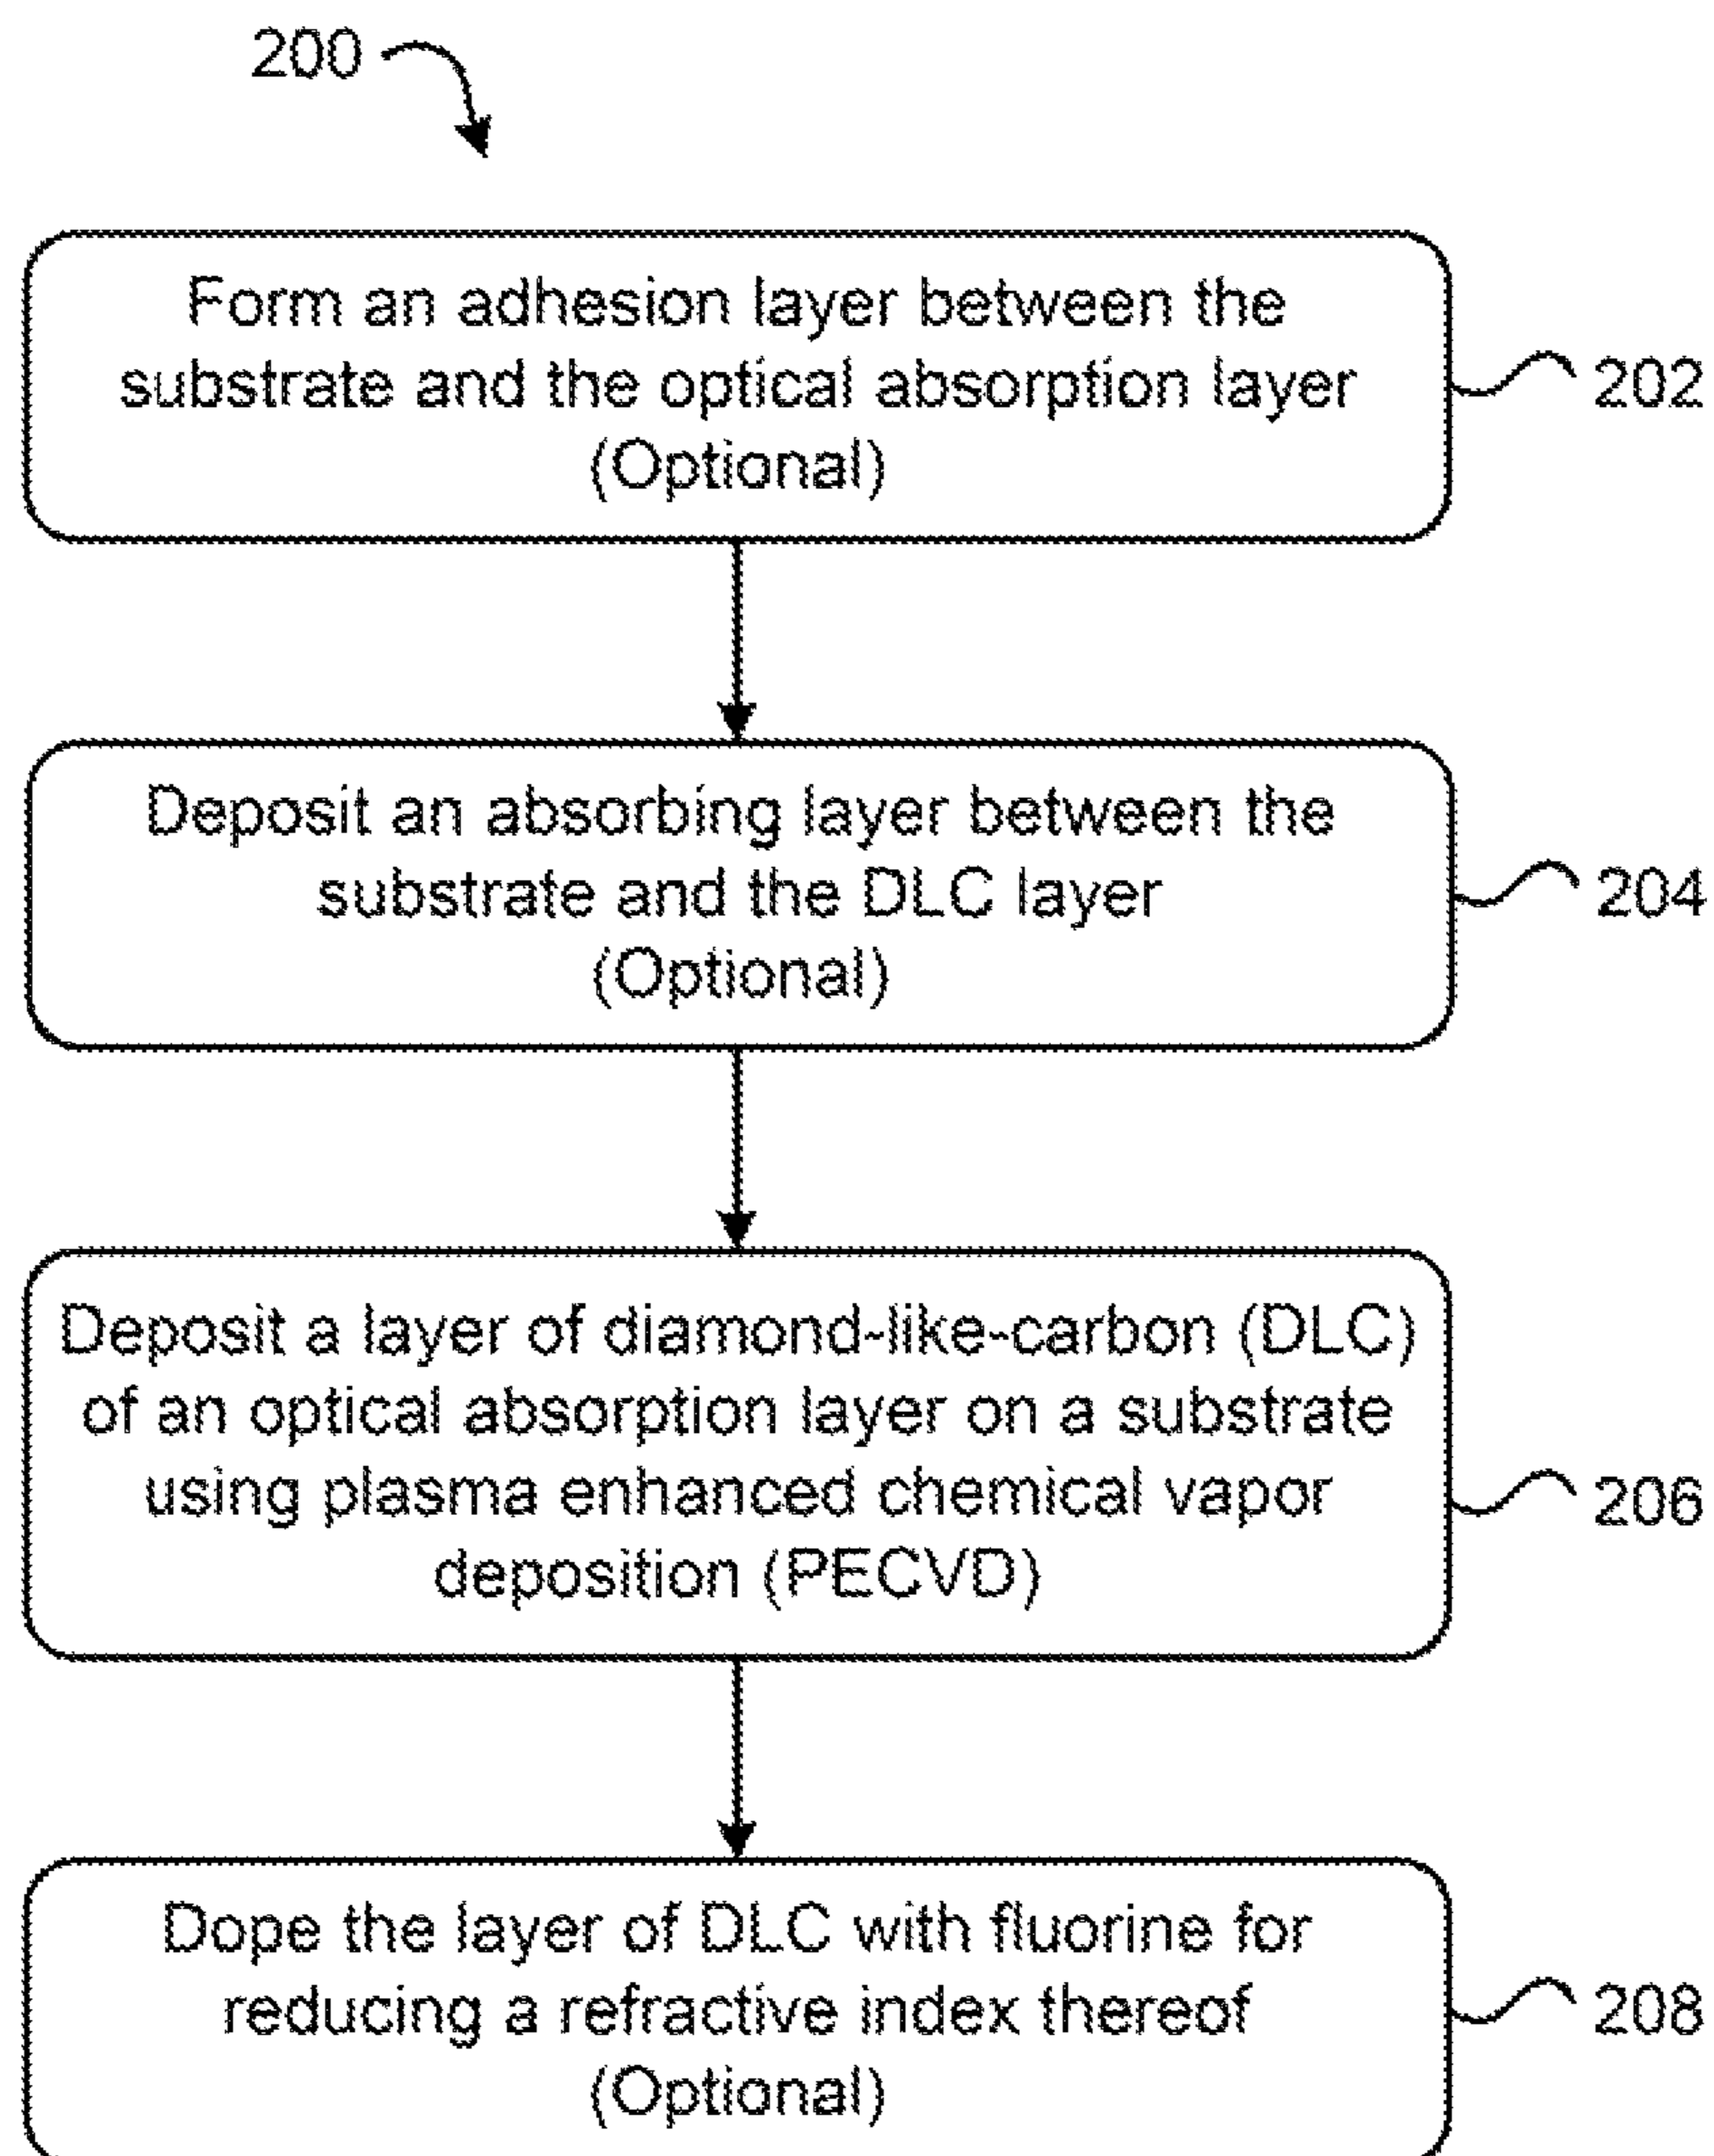 200
Form an adhesion layer between the
substrate and the optical absorption layer
(Optional)
202
Deposit an absorbing layer between the
substrate and the DLC layer
(Optional)
204
Deposit a layer of diamond-like-carbon (DLC)
of an optical absorption layer on a substrate
using plasma enhanced chemical vapor
deposition (PECVD)
206
Dope the layer of DLC with fluorine for
reducing a refractive index thereof
(Optional)
208